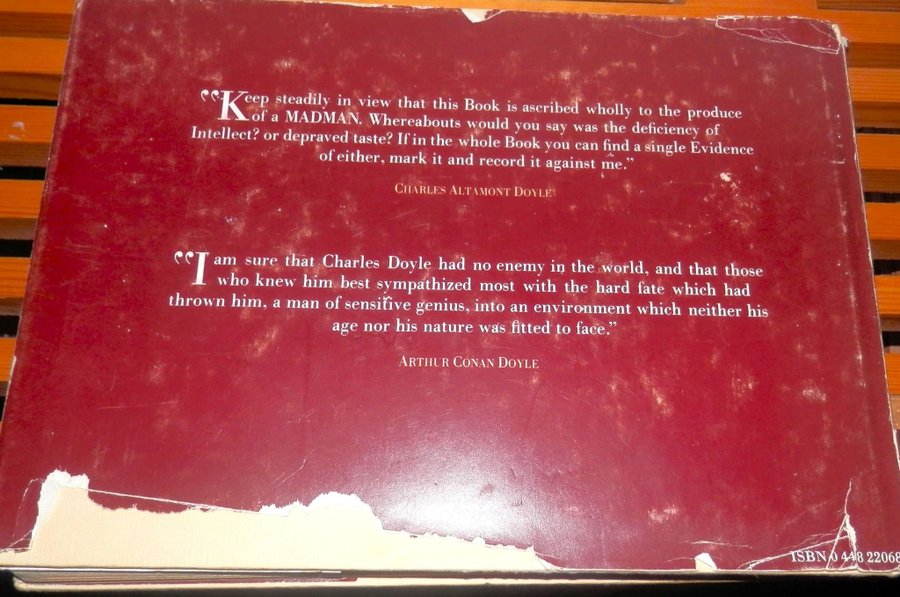 “Keep steadily in view that this Book is ascribed wholly to the produce
of a MADMAN. Whereabouts would you say was the deficiency of
Intellect? or depraved taste? If in the whole Book you can find a single Evidence
of either, mark it and record it against me.”
CHARLES ALTAMONT DOYLE
“I am sure that Charles Doyle had no enemy in the world, and that those
who knew him best sympathized most with the hard fate which had
thrown him, a man of sensitive genius, into an environment which neither his
age nor his nature was fitted to face.”
ARTHUR CONAN DOYLE
ISBN 0 448 22068